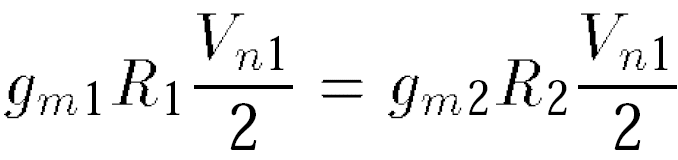 $g_{m1} R_1 \frac{V_{n1}}{2} = g_{m2} R_2 \frac{V_{n1}}{2}$